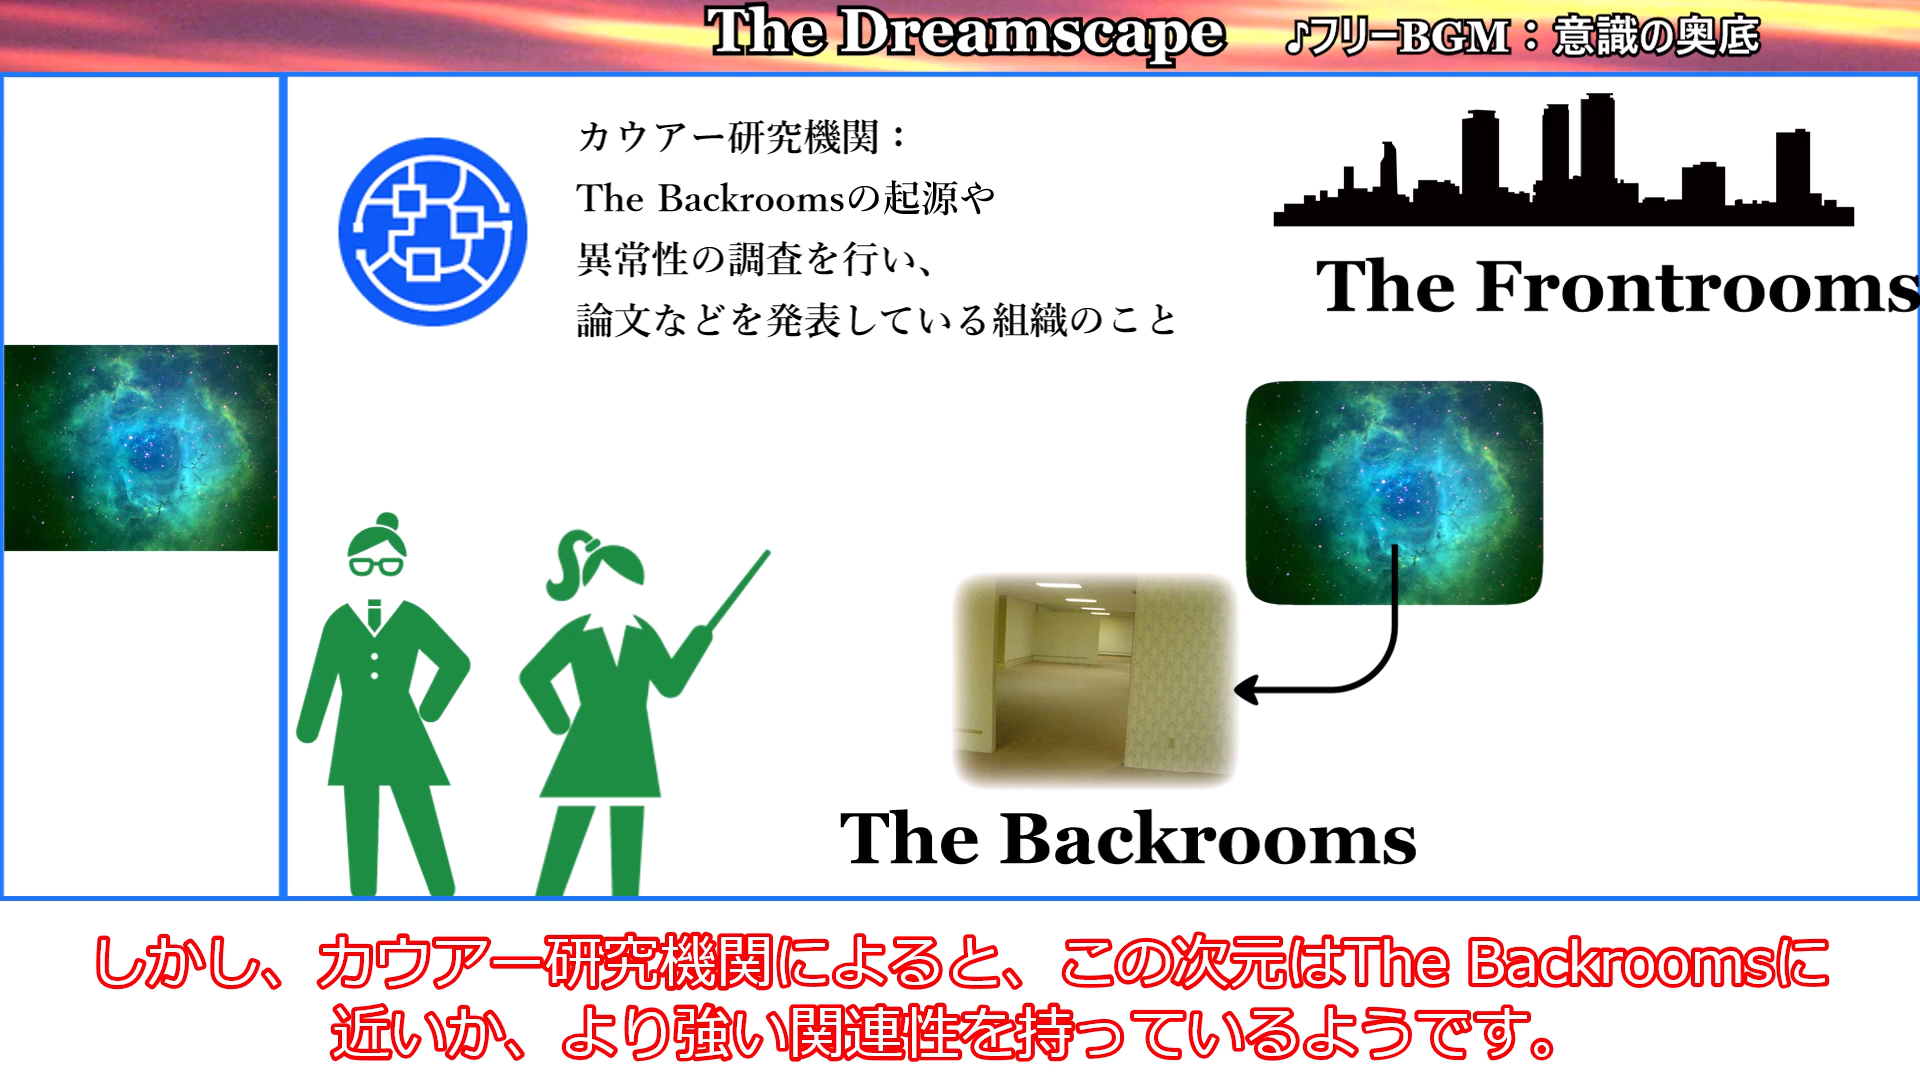 The Dreamscape ♪フリーBGM：意識の奥底
カウアー研究機関：
The Backroomsの起源や
異常性の調査を行い、
論文などを発表している組織のこと
The Frontrooms
The Backrooms
しかし、カウアー研究機関によると、この次元はThe Backroomsに
近いか、より強い関連性を持っているようです。